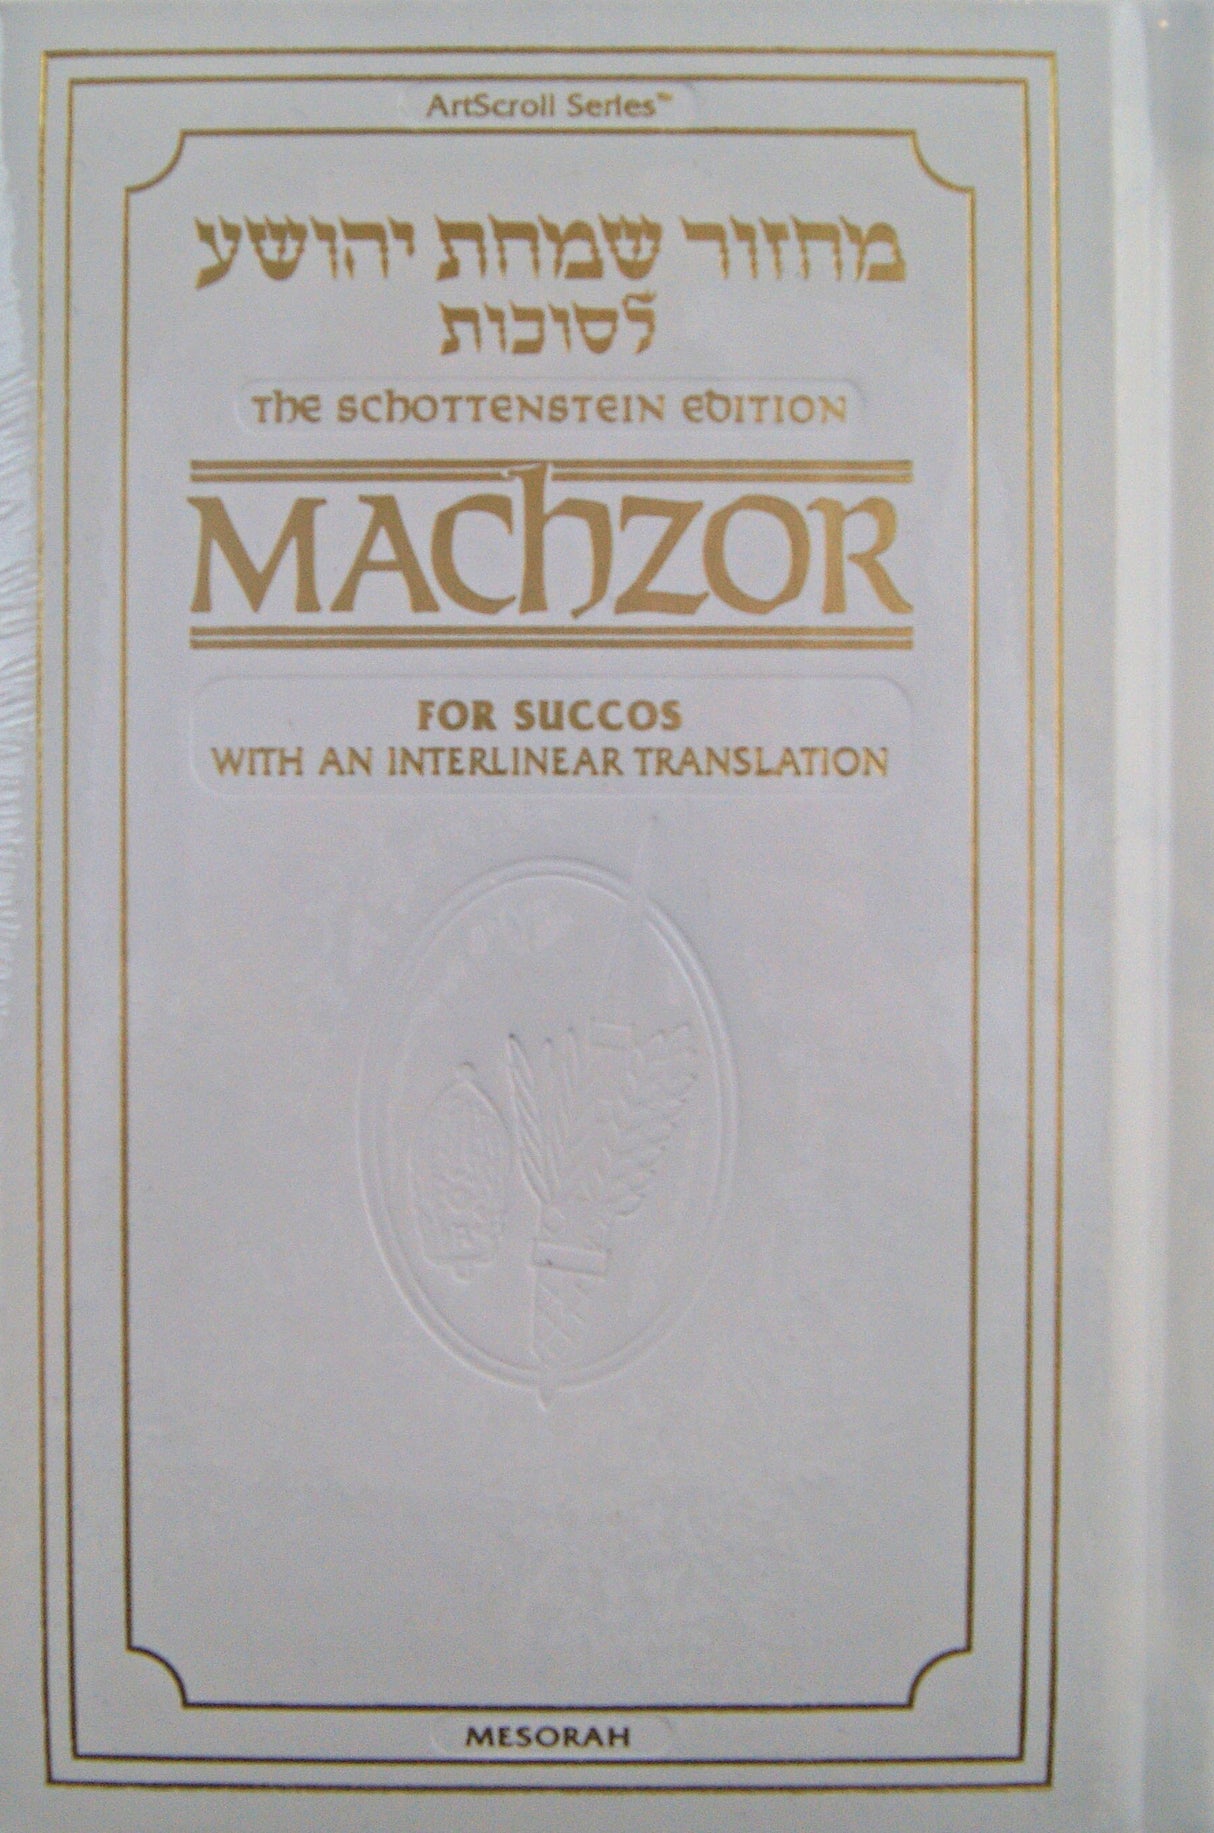 ArtScroll Series™
מחזור שמחת יהושע
לסוכות
The Schottenstein Edition
MAChZOR
FOR SUCCOS
WITH AN INTERLINEAR TRANSLATION
MESORAH